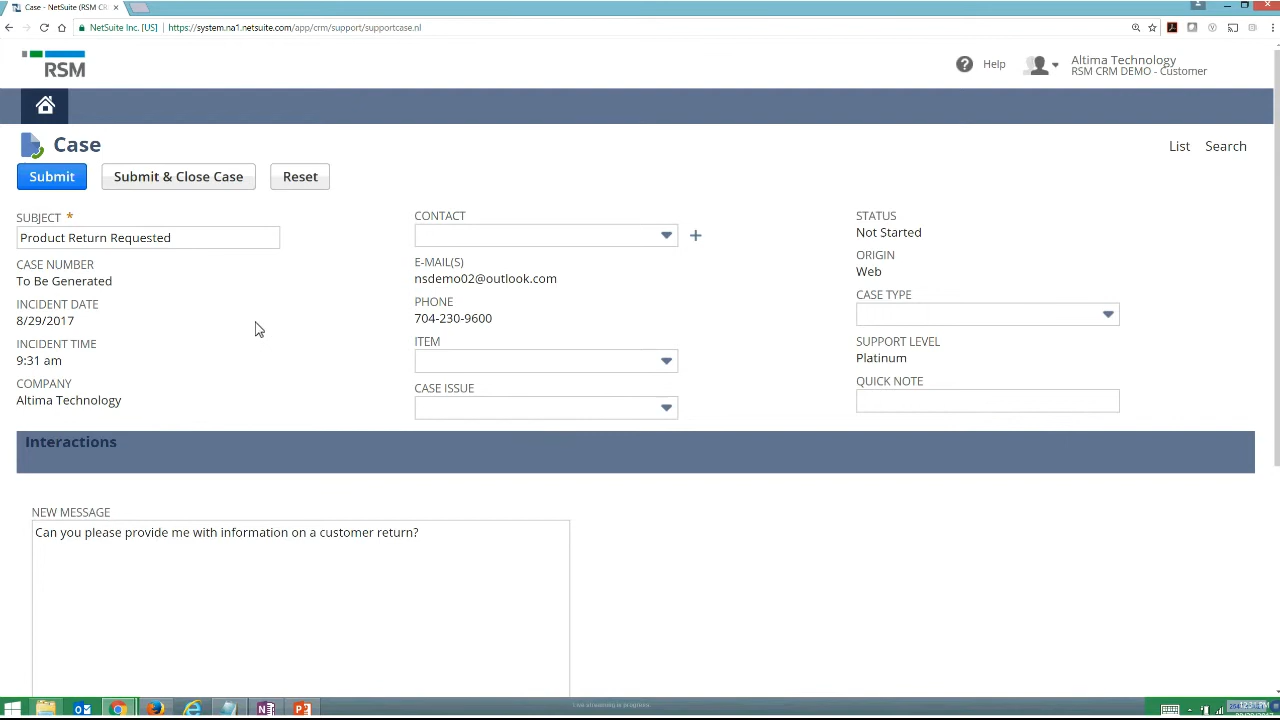 Case - NetSuite (RSM CR
NetSuite Inc. [US]
https://system.na1.netsuite.com/app/crm/support/supportcase.nl
RSM
Help
Altima Technology
RSM CRM DEMO - Customer
Case
List
Search
Submit
Submit & Close Case
Reset
SUBJECT *
Product Return Requested
CASE NUMBER
To Be Generated
INCIDENT DATE
8/29/2017
INCIDENT TIME
9:31 am
COMPANY
Altima Technology
CONTACT
E-MAIL(S)
nsdemo02@outlook.com
PHONE
704-230-9600
ITEM
CASE ISSUE
STATUS
Not Started
ORIGIN
Web
CASE TYPE
SUPPORT LEVEL
Platinum
QUICK NOTE
Interactions
NEW MESSAGE
Can you please provide me with information on a customer return?